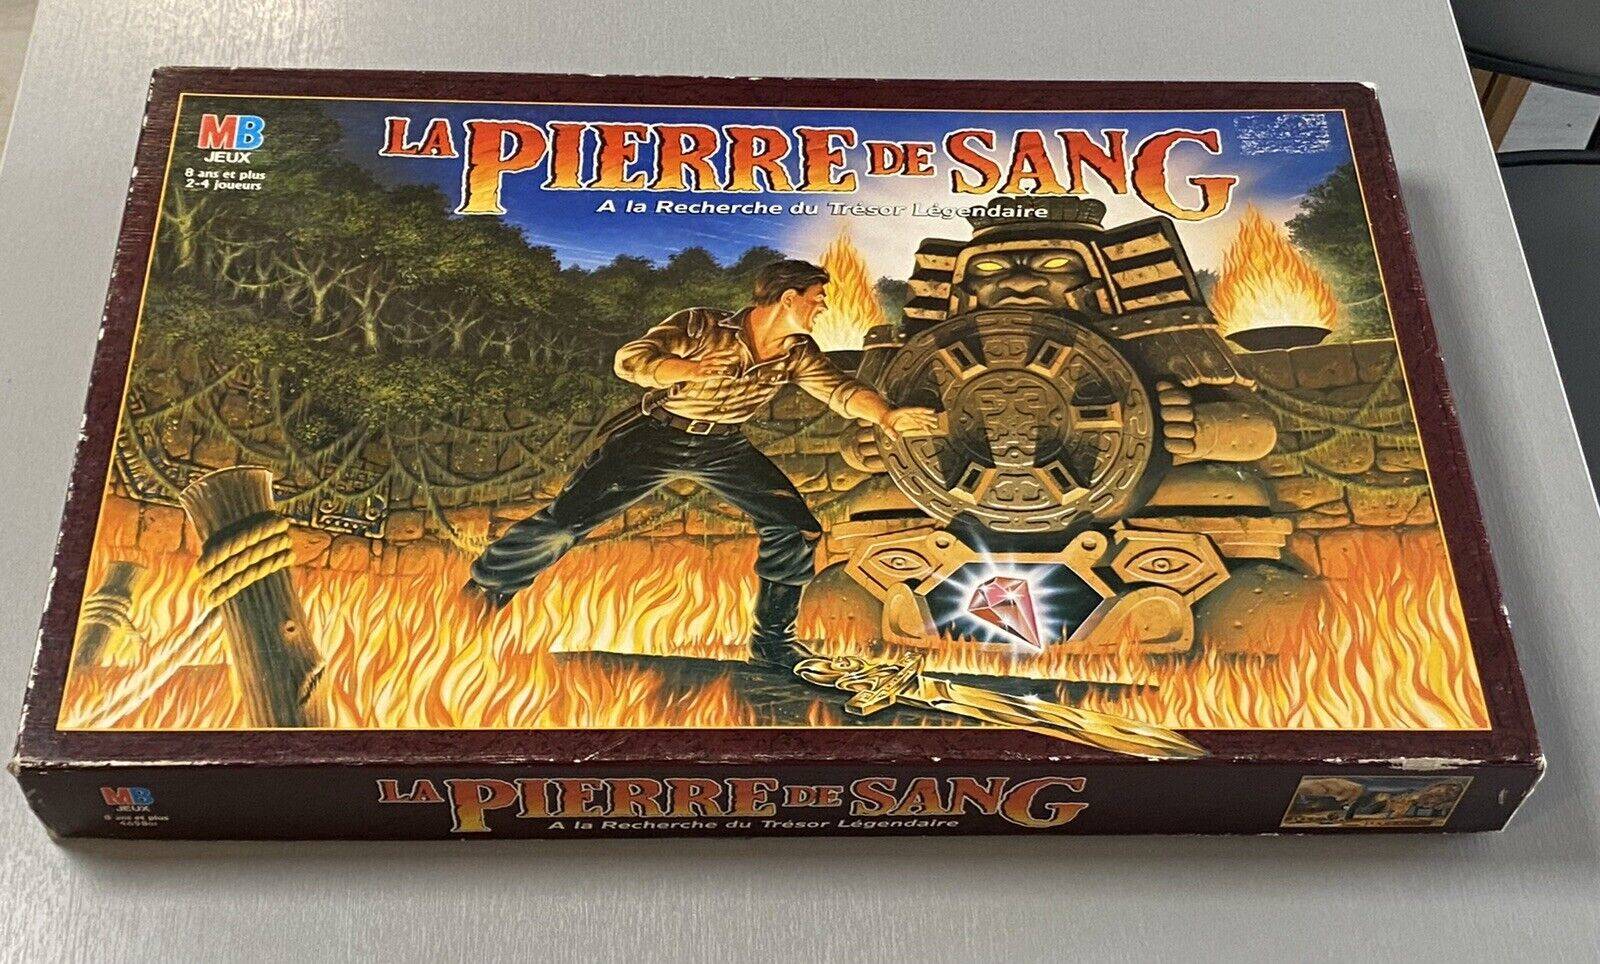 MB
JEUX
8 ans et plus
2-4 joueurs
LA PIERRE DE SANG
A la Recherche du Trésor Légendaire
MB
JEUX
8 ans et plus
LA PIERRE DE SANG
A la Recherche du Trésor Légendaire